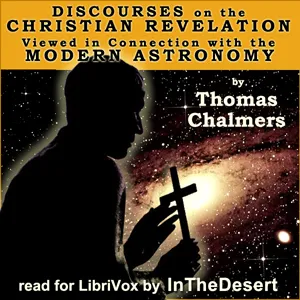 DISCOURSES on the
CHRISTIAN REVELATION
Viewed in Connection with the
MODERN ASTRONOMY
by
Thomas
Chalmers
read for LibriVox by InTheDesert